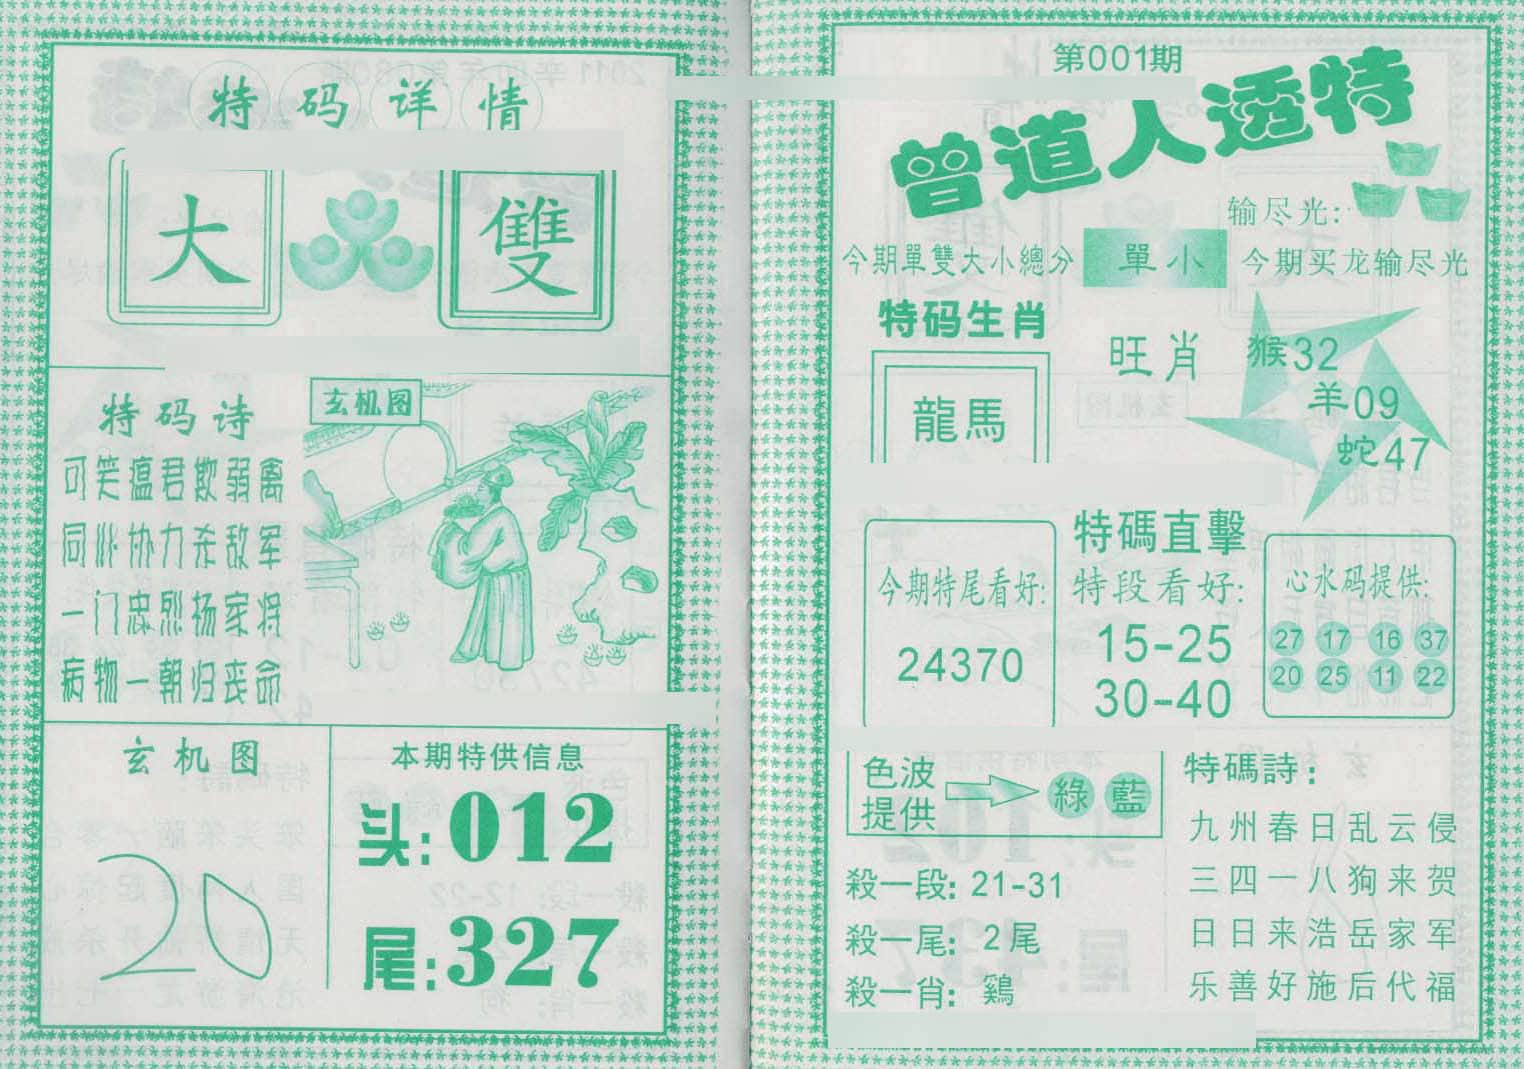 特码详情
大 雙
特码诗
可笑瘟君欺弱禽
同州协力杀敌军
一门忠烈杨家将
病物一朝归丧命
玄机图
玄机图
20
本期特供信息
头:012
尾:327
第001期
曾道人透特
输尽光:
今期單雙大小總分 單小
今期买龙输尽光
特码生肖
龍馬
旺肖
猴32
羊09
蛇47
今期特尾看好:
24370
特碼直擊
特段看好:
15-25
30-40
心水码提供:
27 17 16 37
20 25 11 22
色波
提供
綠 藍
殺一段: 21-31
殺一尾: 2尾
殺一肖: 鷄
特碼詩:
九州春日乱云侵
三四一八狗来贺
日日来浩岳家军
乐善好施后代福